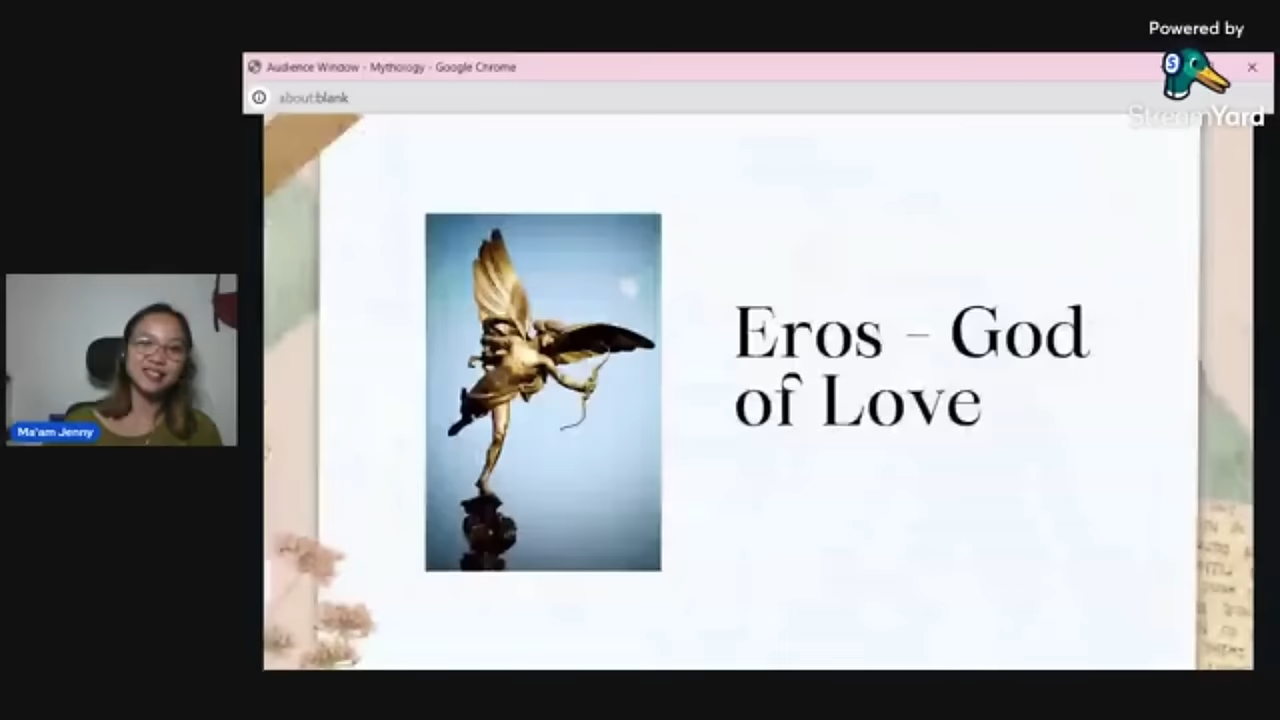 Powered by
S
StreamYard
Audience Window - Mythology - Google Chrome
about:blank
Eros - God
of Love
Ma'am Jenny